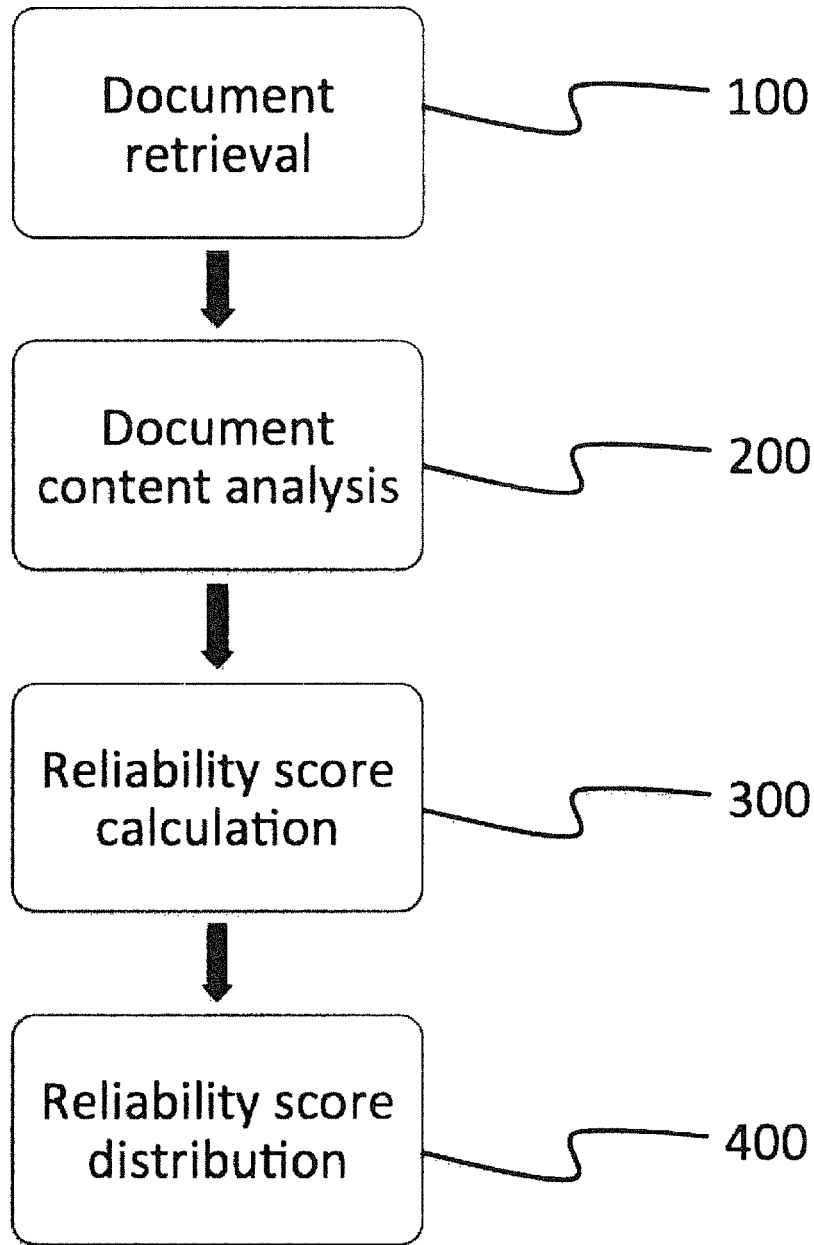 Document
retrieval
100
Document
content analysis
200
Reliability score
calculation
300
Reliability score
distribution
400